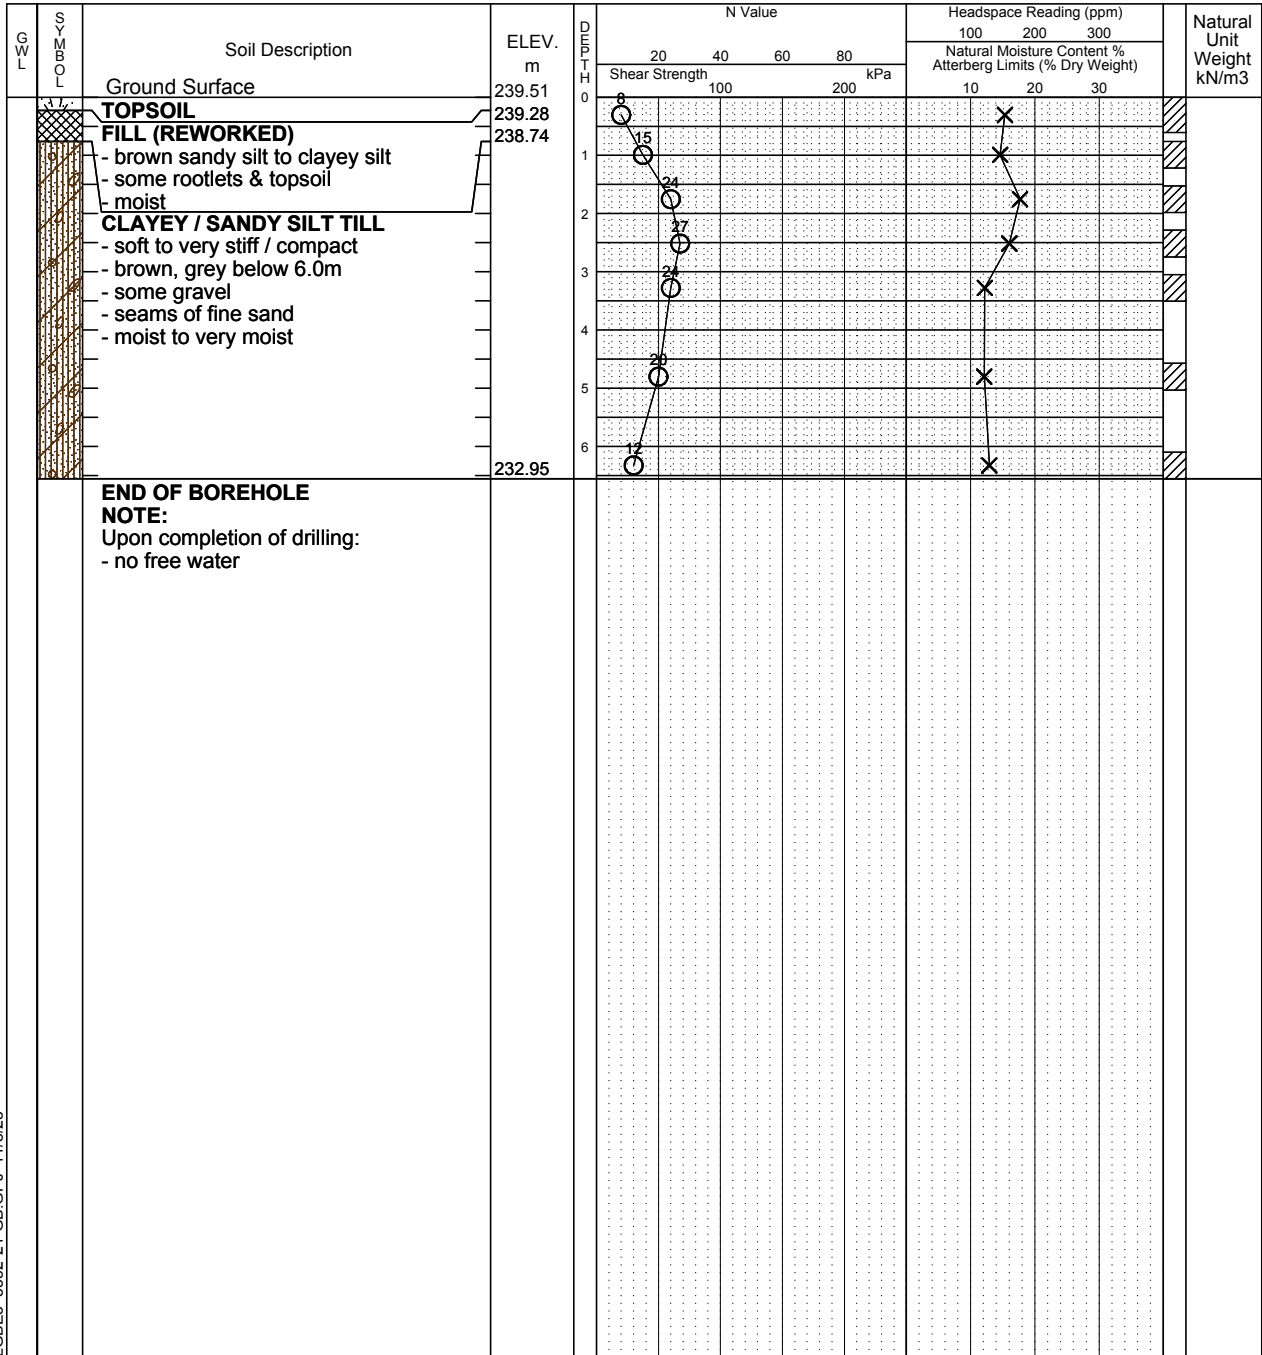 GWL
SYMBOL
Soil Description
ELEV.
m
DEPTH
N Value
20 40 60 80
Shear Strength kPa
100 200
Headspace Reading (ppm)
100 200 300
Natural Moisture Content %
Atterberg Limits (% Dry Weight)
10 20 30
Natural
Unit
Weight
kN/m3
Ground Surface 239.51 0
TOPSOIL 239.28
8
FILL (REWORKED) 238.74
15
- brown sandy silt to clayey silt 1
- some rootlets & topsoil
24
- moist
2
CLAYEY / SANDY SILT TILL
27
- soft to very stiff / compact
- brown, grey below 6.0m 3
24
- some gravel
- seams of fine sand
4
- moist to very moist
20
5
6
12
232.95
END OF BOREHOLE
NOTE:
Upon completion of drilling:
- no free water